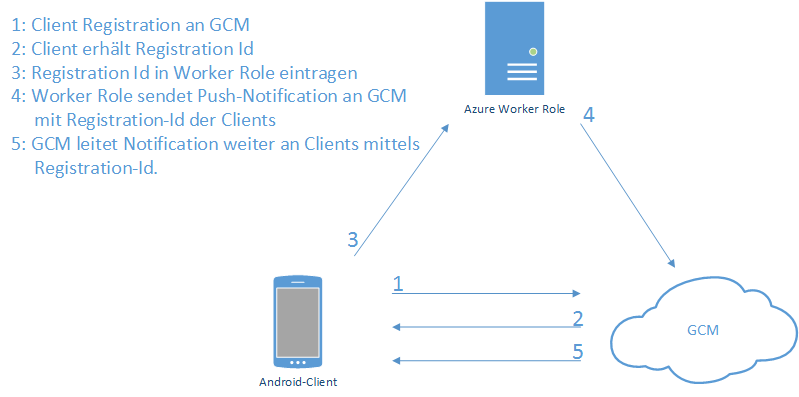 1: Client Registration an GCM
2: Client erhält Registration Id
3: Registration Id in Worker Role eintragen
4: Worker Role sendet Push-Notification an GCM
mit Registration-Id der Clients
5: GCM leitet Notification weiter an Clients mittels
Registration-Id.
Azure Worker Role
4
3
1
2
5
GCM
Android-Client